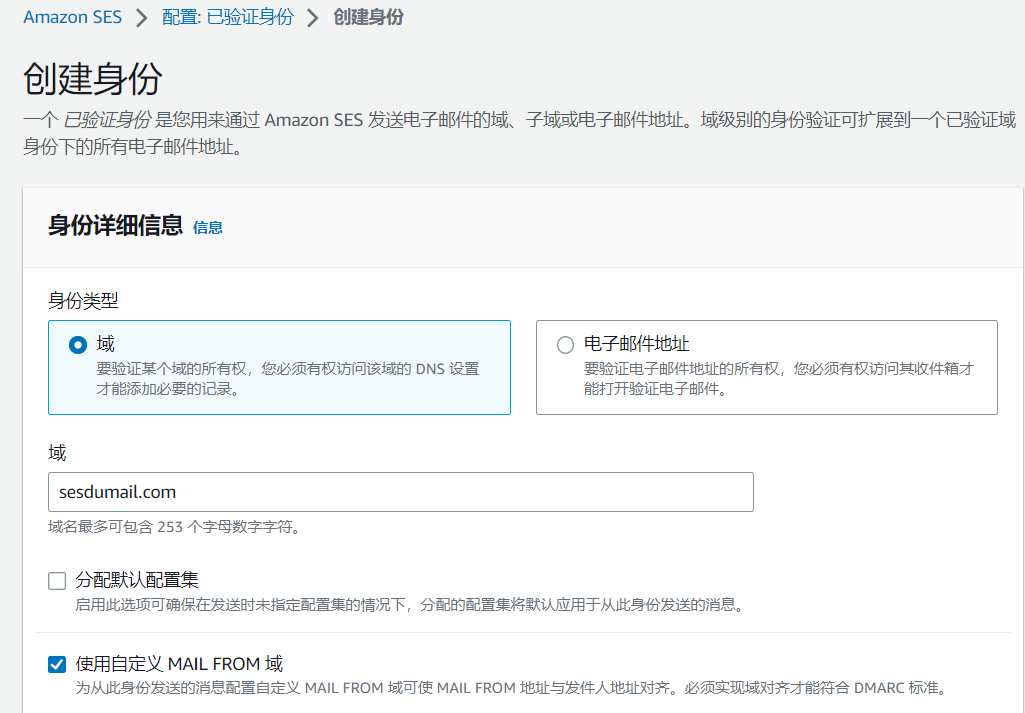 Amazon SES > 配置: 已验证身份 > 创建身份
创建身份
一个 已验证身份 是您用来通过 Amazon SES 发送电子邮件的域、子域或电子邮件地址。域级别的身份验证可扩展到一个已验证域
身份下的所有电子邮件地址。
身份详细信息 信息
身份类型
域
要验证某个域的所有权，您必须有权访问该域的 DNS 设置
才能添加必要的记录。
电子邮件地址
要验证电子邮件地址的所有权，您必须有权访问其收件箱才
能打开验证电子邮件。
域
sesdumail.com
域名最多可包含 253 个字母数字字符。
分配默认配置集
启用此选项可确保在发送时未指定配置集的情况下，分配的配置集将默认应用于从此身份发送的消息。
使用自定义 MAIL FROM 域
为从此身份发送的消息配置自定义 MAIL FROM 域可使 MAIL FROM 地址与发件人地址对齐。必须实现域对齐才能符合 DMARC 标准。